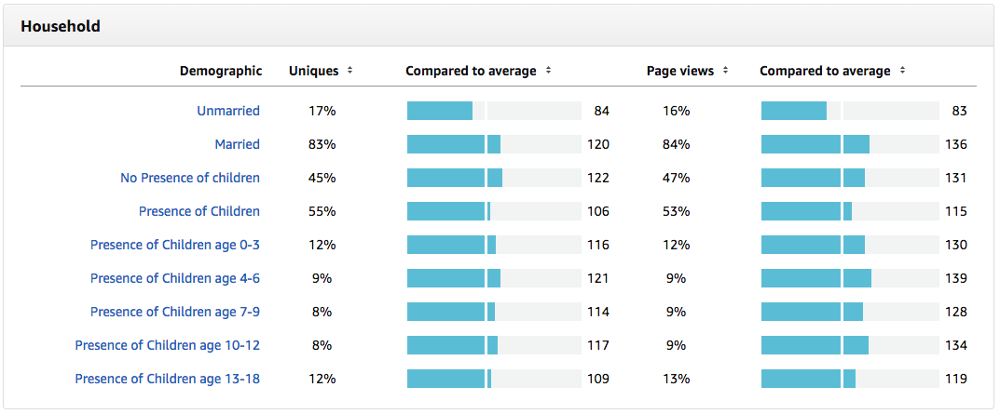 Household
Demographic Uniques Compared to average Page views Compared to average
Unmarried 17% 84 16% 83
Married 83% 120 84% 136
No Presence of children 45% 122 47% 131
Presence of Children 55% 106 53% 115
Presence of Children age 0-3 12% 116 12% 130
Presence of Children age 4-6 9% 121 9% 139
Presence of Children age 7-9 8% 114 9% 128
Presence of Children age 10-12 8% 117 9% 134
Presence of Children age 13-18 12% 109 13% 119